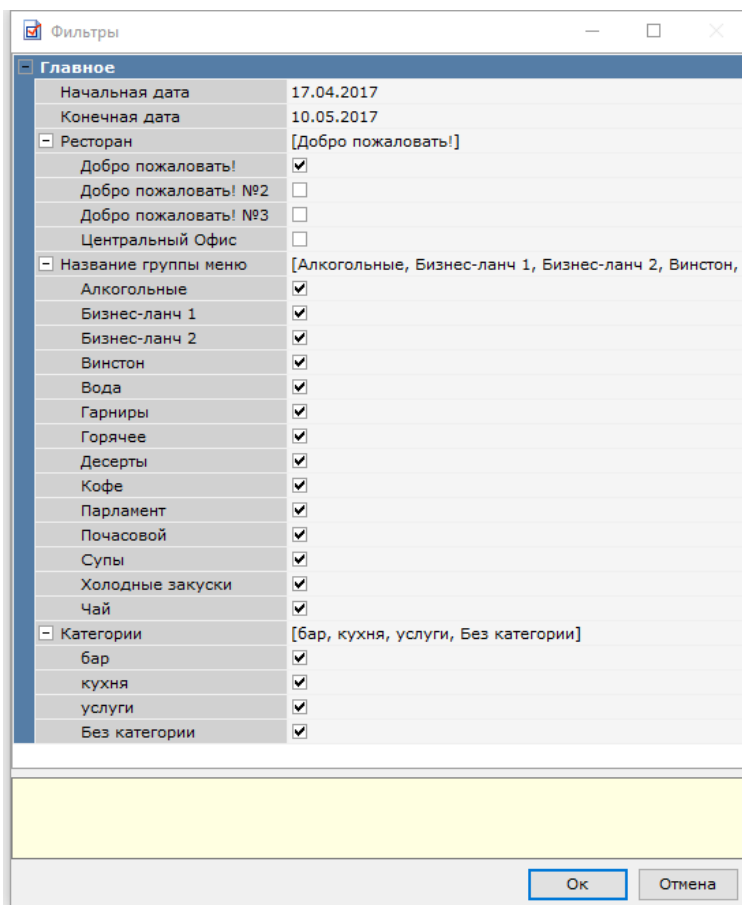 Фильтры
Главное
Начальная дата 17.04.2017
Конечная дата 10.05.2017
Ресторан [Добро пожаловать!]
Добро пожаловать!
Добро пожаловать! №2
Добро пожаловать! №3
Центральный Офис
Название группы меню [Алкогольные, Бизнес-ланч 1, Бизнес-ланч 2, Винстон,
Алкогольные
Бизнес-ланч 1
Бизнес-ланч 2
Винстон
Вода
Гарниры
Горячее
Десерты
Кофе
Парламент
Почасовой
Супы
Холодные закуски
Чай
Категории [бар, кухня, услуги, Без категории]
бар
кухня
услуги
Без категории
Ок Отмена